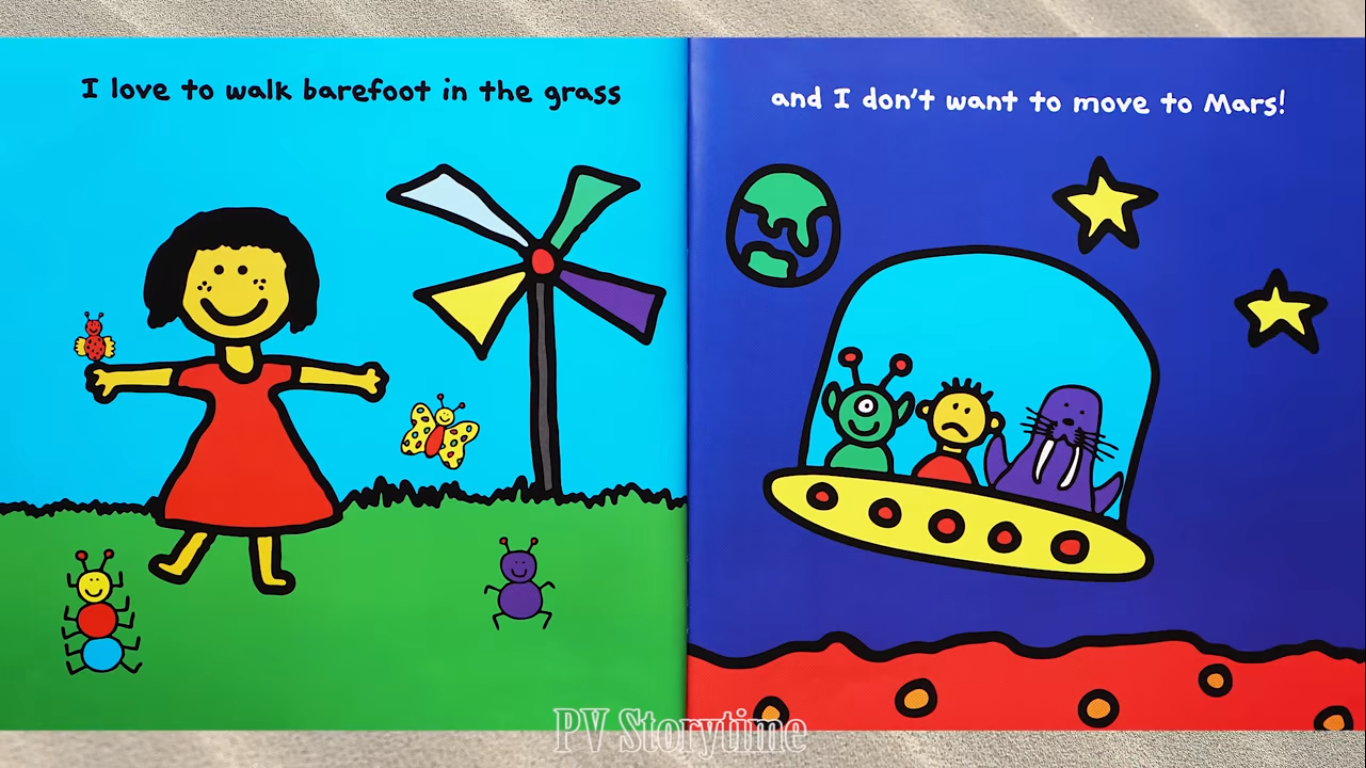 I love to walk barefoot in the grass
and I don't want to move to Mars!
PV Storytime